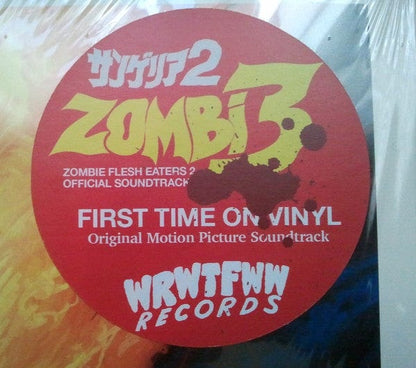 サンゲリア2
ZOMBi3
ZOMBIE FLESH EATERS 2
OFFICIAL SOUNDTRACK
FIRST TIME ON VINYL
Original Motion Picture Soundtrack
WRWTFWW
RECORDS